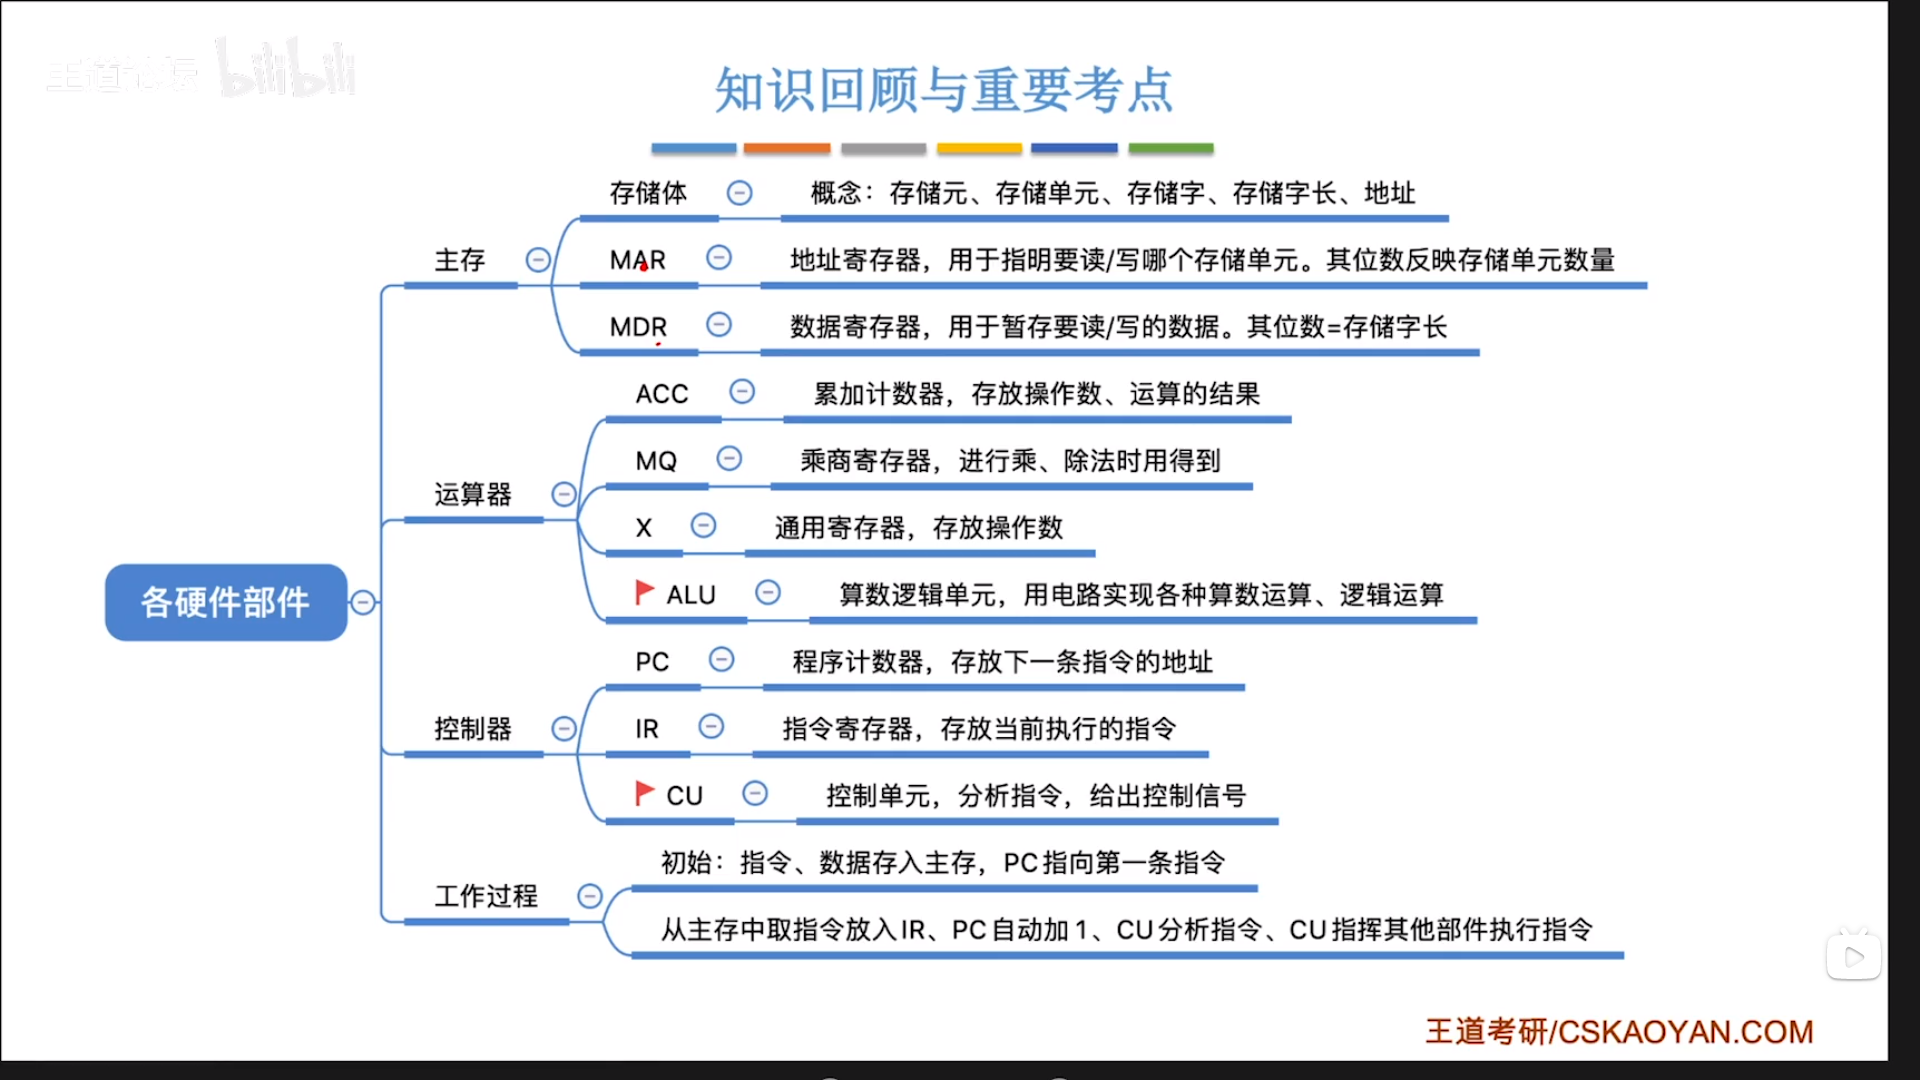 王道论坛 bilibili
知识回顾与重要考点
存储体 概念：存储元、存储单元、存储字、存储字长、地址
主存
MAR 地址寄存器，用于指明要读/写哪个存储单元。其位数反映存储单元数量
MDR 数据寄存器，用于暂存要读/写的数据。其位数=存储字长
ACC 累加计数器，存放操作数、运算的结果
MQ 乘商寄存器，进行乘、除法时用得到
运算器
X 通用寄存器，存放操作数
ALU 算数逻辑单元，用电路实现各种算数运算、逻辑运算
各硬件部件
PC 程序计数器，存放下一条指令的地址
控制器
IR 指令寄存器，存放当前执行的指令
CU 控制单元，分析指令，给出控制信号
初始：指令、数据存入主存，PC指向第一条指令
工作过程
从主存中取指令放入IR、PC自动加1、CU分析指令、CU指挥其他部件执行指令
王道考研/CSKAOYAN.COM